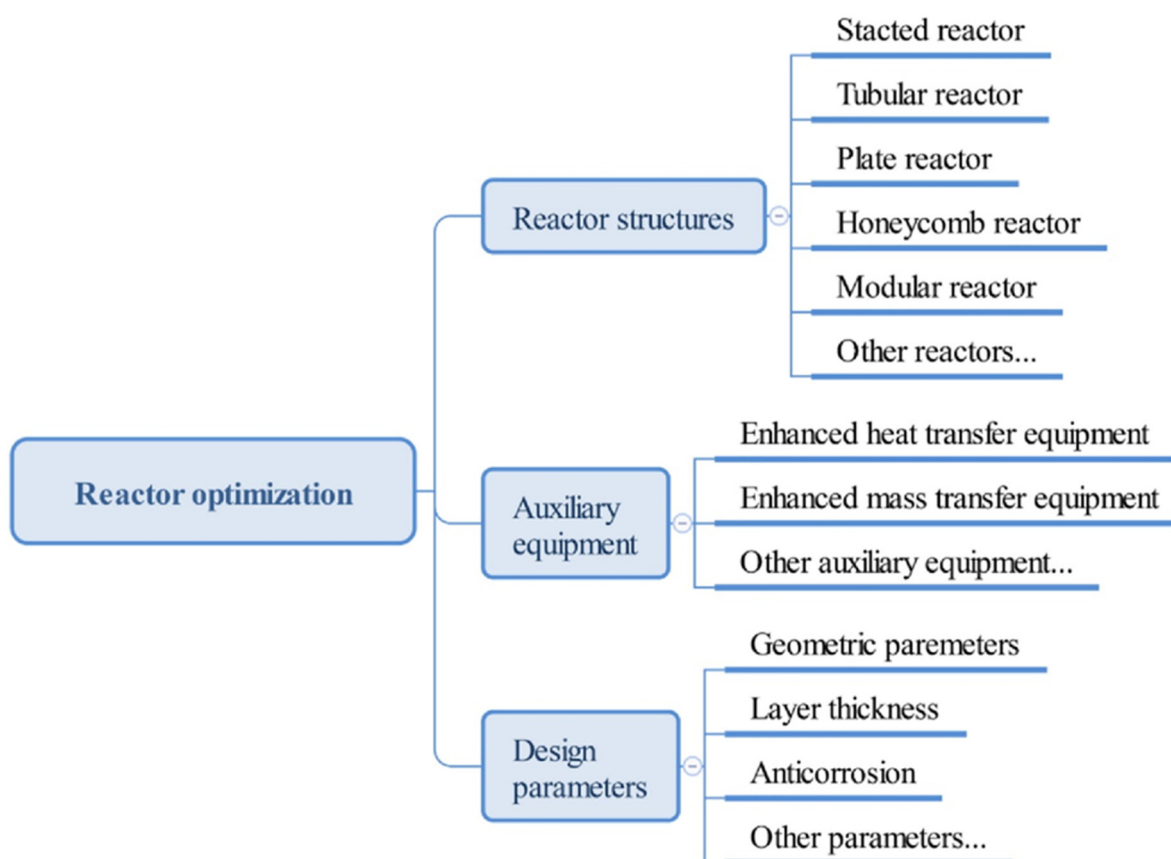 Reactor optimization
Reactor structures
Stacted reactor
Tubular reactor
Plate reactor
Honeycomb reactor
Modular reactor
Other reactors...
Auxiliary
equipment
Enhanced heat transfer equipment
Enhanced mass transfer equipment
Other auxiliary equipment...
Design
parameters
Geometric paremeters
Layer thickness
Anticorrosion
Other parameters...